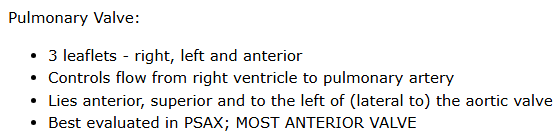 Pulmonary Valve:
• 3 leaflets - right, left and anterior
• Controls flow from right ventricle to pulmonary artery
• Lies anterior, superior and to the left of (lateral to) the aortic valve
• Best evaluated in PSAX; MOST ANTERIOR VALVE